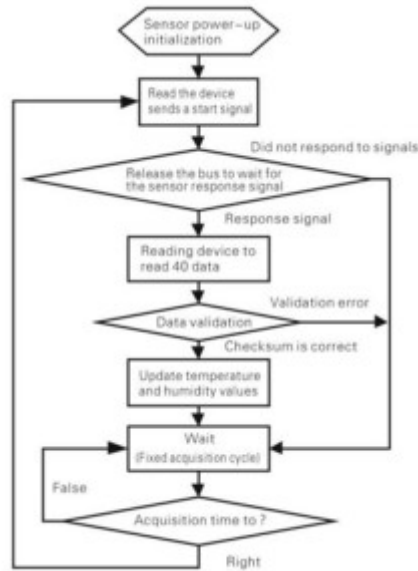 Sensor power-up
initialization
Read the device
sends a start signal
Did not respond to signals
Release the bus to wait for
the sensor response signal
Response signal
Reading device to
read 40 data
Validation error
Data validation
Checksum is correct
Update temperature
and humidity values
Wait
(Fixed acquisition cycle)
False
Acquisition time to ?
Right